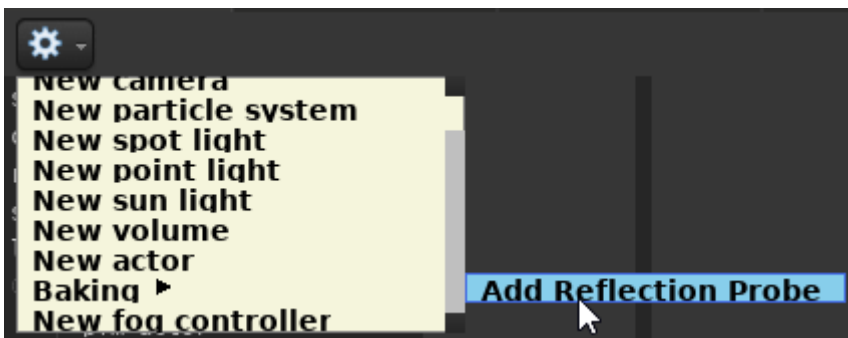 New camera
New particle system
New spot light
New point light
New sun light
New volume
New actor
Baking
Add Reflection Probe
New fog controller